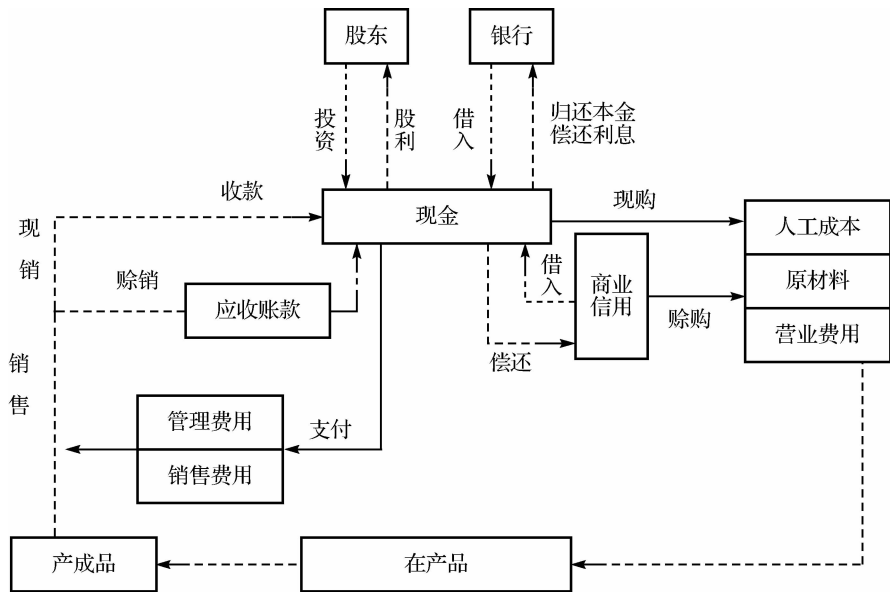 股东
银行
投
资
股
利
借
入
归还本金
偿还利息
收款
现金
现购
现
销
人工成本
赊销
借
入
商业
信用
原材料
应收账款
赊购
营业费用
偿还
销
售
管理费用
支付
销售费用
产成品
在产品